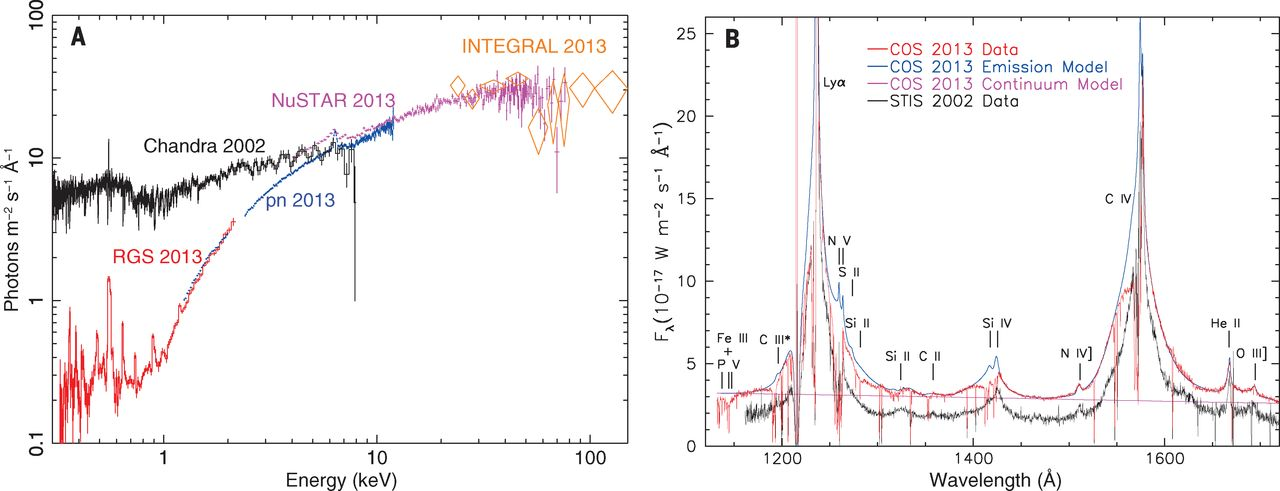 A
100
10
1
0.1
Photons m⁻² s⁻¹ Å⁻¹
INTEGRAL 2013
NuSTAR 2013
Chandra 2002
pn 2013
RGS 2013
1
10
100
Energy (keV)
B
25
20
15
10
5
0
Fλ(10⁻¹⁷ W m⁻² s⁻¹ Å⁻¹)
COS 2013 Data
COS 2013 Emission Model
COS 2013 Continuum Model
STIS 2002 Data
Lyα
C IV
N V
S II
Si II
Fe III
+
P V
C III*
Si II
C II
Si IV
N IV]
He II
O III]
1200
1400
1600
Wavelength (Å)